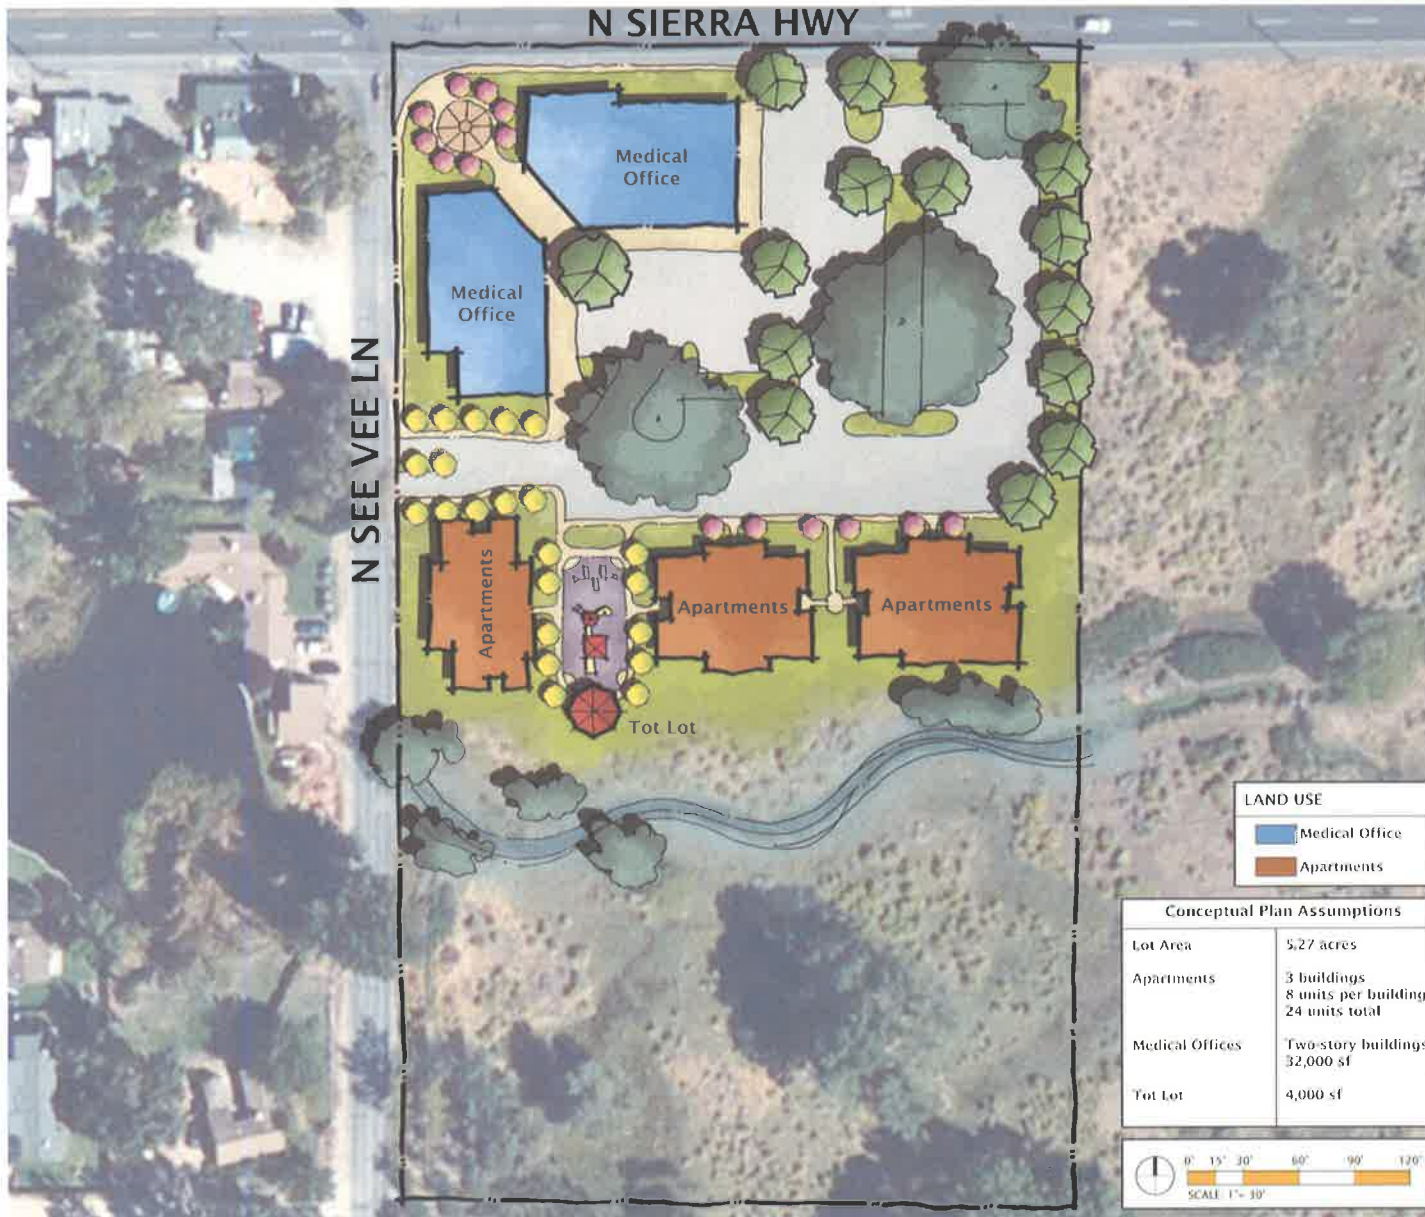 N SIERRA HWY
Medical
Office
Medical
Office
N SEE VEE LN
Apartments
Apartments
Apartments
Tot Lot
LAND USE
Medical Office
Apartments
Conceptual Plan Assumptions
Lot Area
5.27 acres
Apartments
3 buildings
8 units per building
24 units total
Medical Offices
Two-story buildings
32,000 sf
Tot Lot
4,000 sf
0' 15' 30' 60' 90' 120'
SCALE: 1"= 30'